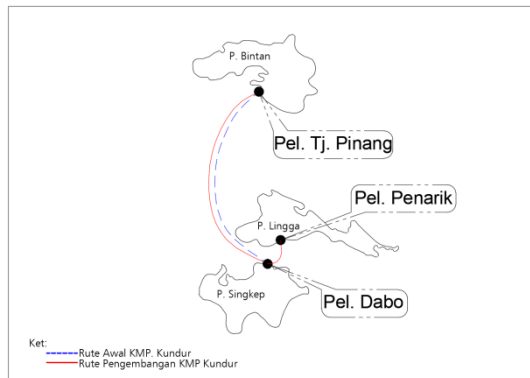 P. Bintan
Pel. Tj. Pinang
Pel. Penarik
P. Lingga
Pel. Dabo
P. Singkep
Ket:
Rute Awal KMP. Kundur
Rute Pengembangan KMP Kundur